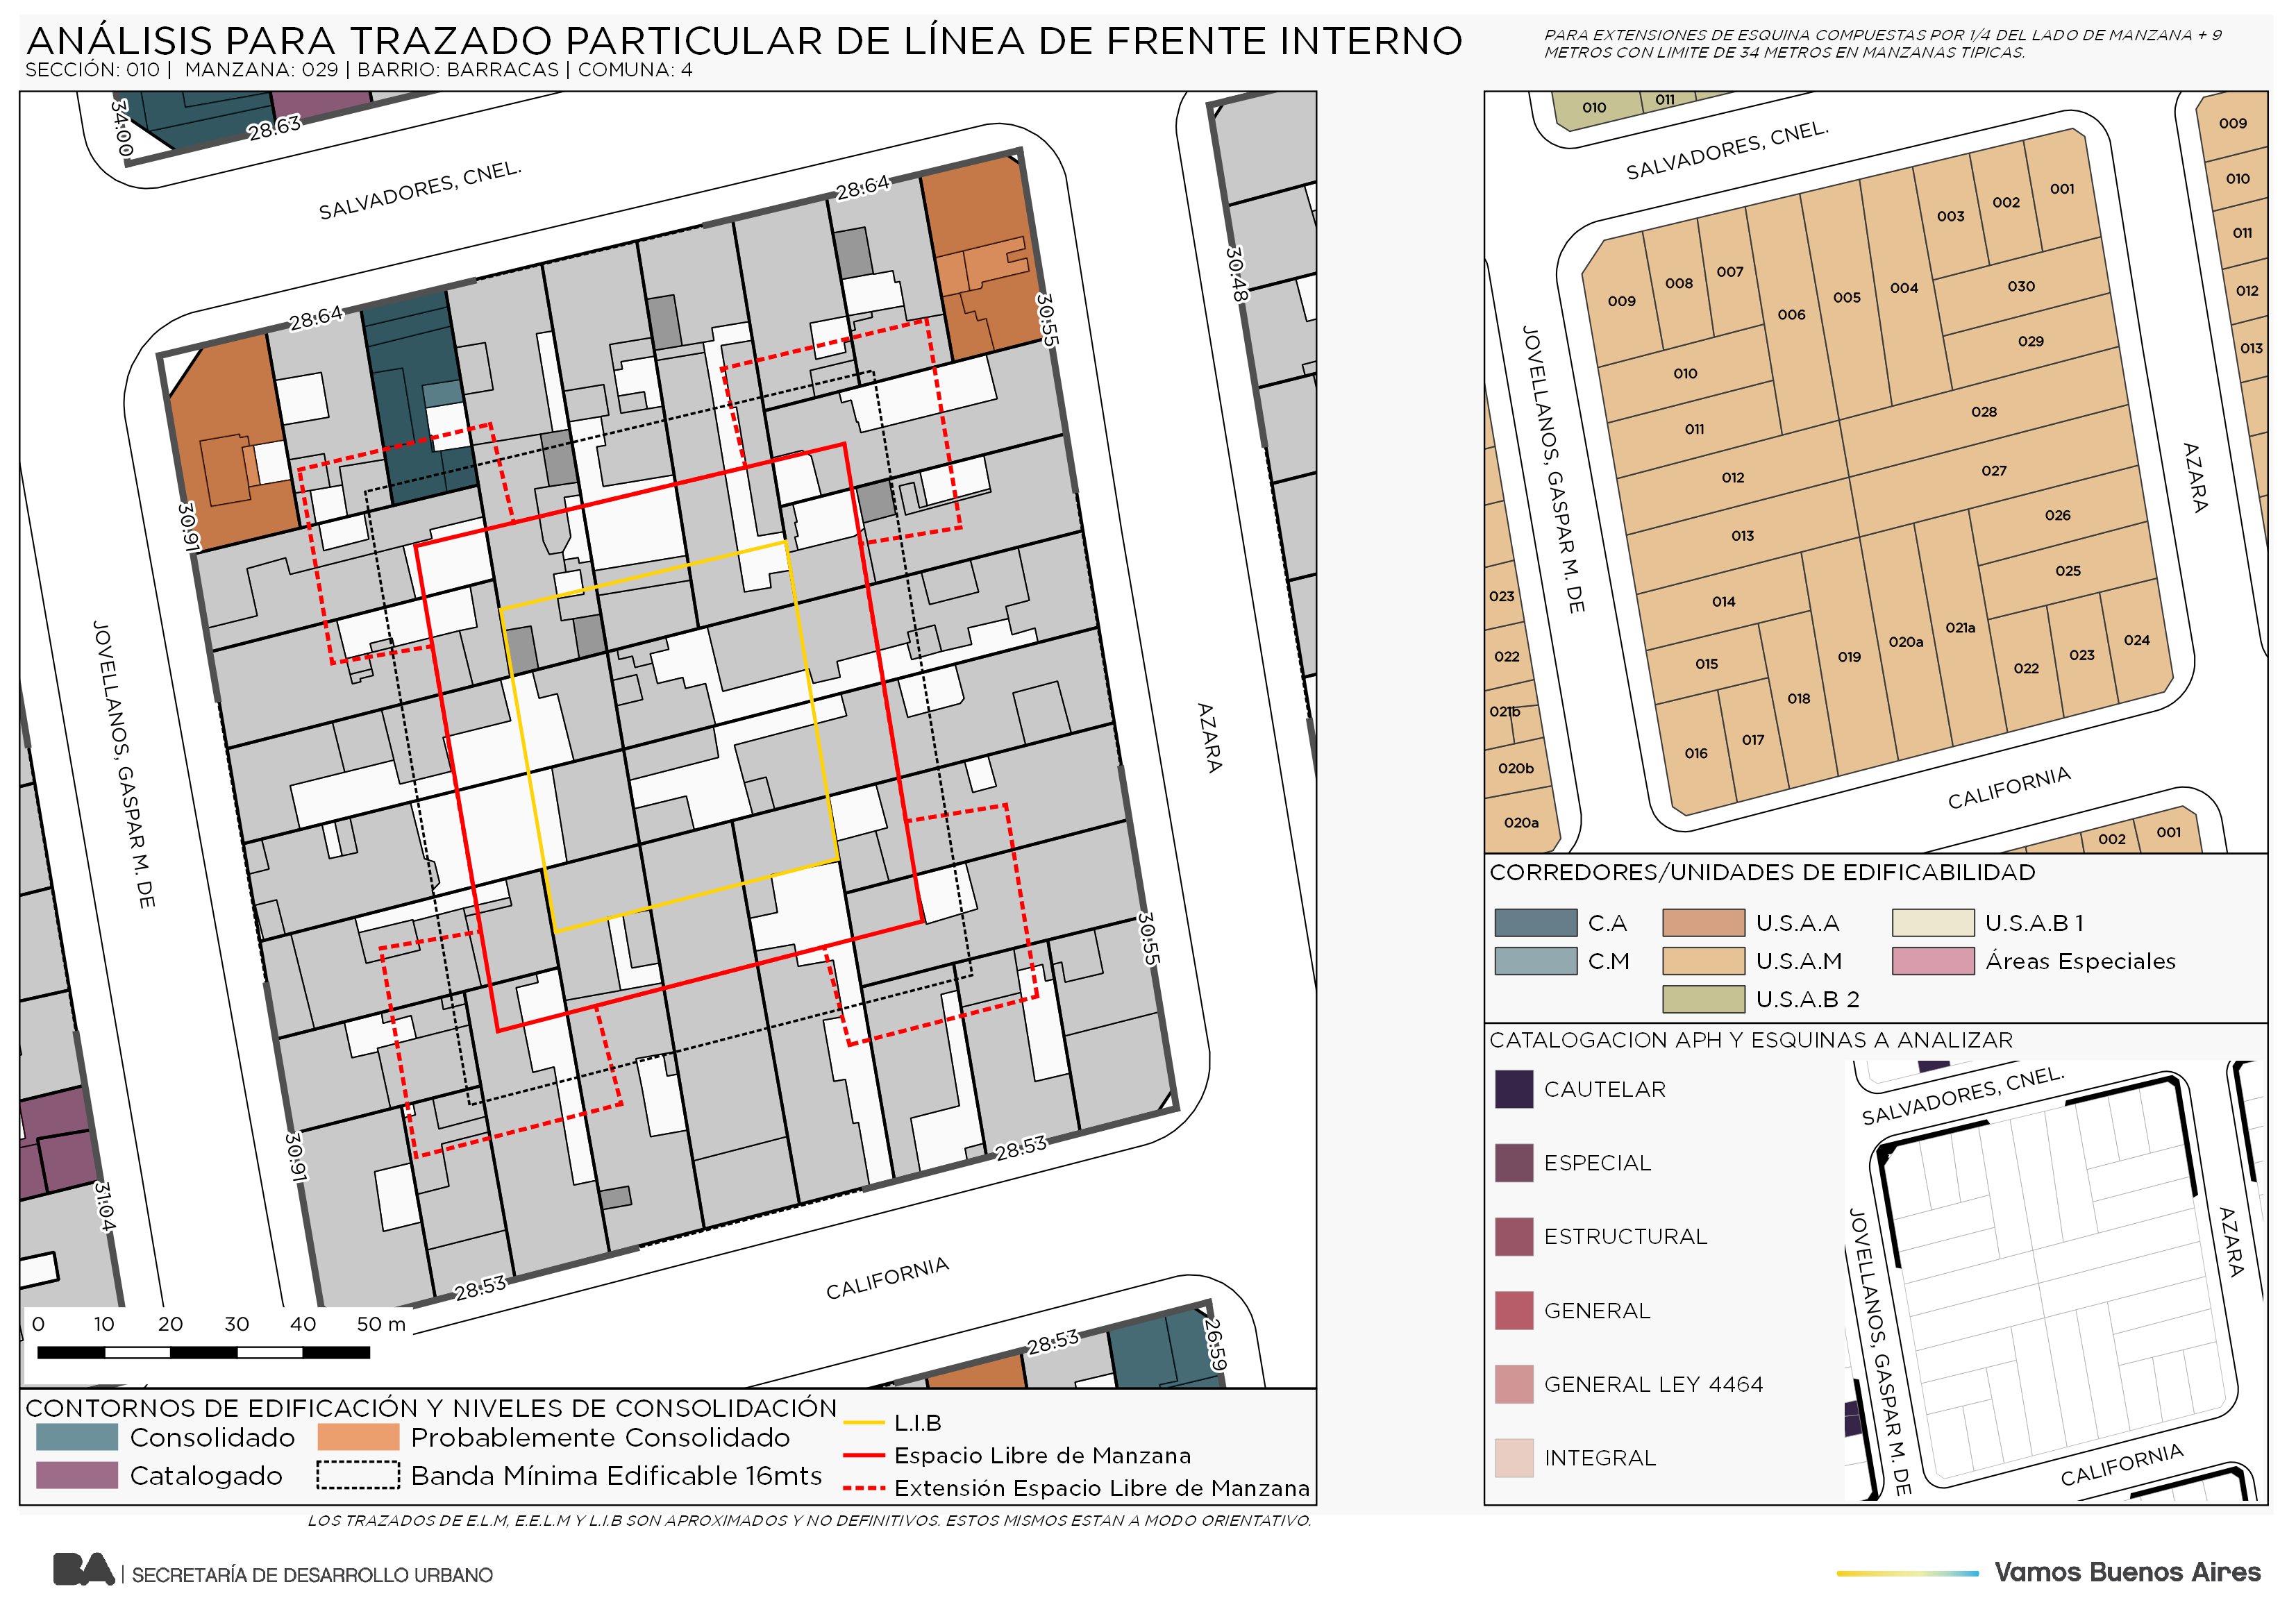 ANÁLISIS PARA TRAZADO PARTICULAR DE LÍNEA DE FRENTE INTERNO
SECCIÓN: 010 | MANZANA: 029 | BARRIO: BARRACAS | COMUNA: 4
PARA EXTENSIONES DE ESQUINA COMPUESTAS POR 1/4 DEL LADO DE MANZANA + 9
METROS CON LIMITE DE 34 METROS EN MANZANAS TIPICAS.
34.00
28.63
SALVADORES, CNEL.
28.64
28.64
30.48
30.55
30.91
JOVELLANOS, GASPAR M. DE
AZARA
30.55
30.91
31.04
28.53
28.53
CALIFORNIA
28.53
26.59
0 10 20 30 40 50 m
CONTORNOS DE EDIFICACIÓN Y NIVELES DE CONSOLIDACIÓN
Consolidado
Probablemente Consolidado
Catalogado
Banda Mínima Edificable 16mts
L.I.B
Espacio Libre de Manzana
Extensión Espacio Libre de Manzana
LOS TRAZADOS DE E.L.M, E.E.L.M Y L.I.B SON APROXIMADOS Y NO DEFINITIVOS. ESTOS MISMOS ESTAN A MODO ORIENTATIVO.
010
011
SALVADORES, CNEL.
009
010
011
012
013
001
002
003
004
005
006
007
008
009
030
029
010
011
028
012
027
013
026
025
014
015
024
023
022
021a
020a
019
018
017
016
JOVELLANOS, GASPAR M. DE
AZARA
CALIFORNIA
023
022
021b
020b
020a
002
001
CORREDORES/UNIDADES DE EDIFICABILIDAD
C.A
U.S.A.A
U.S.A.B 1
C.M
U.S.A.M
Áreas Especiales
U.S.A.B 2
CATALOGACION APH Y ESQUINAS A ANALIZAR
CAUTELAR
ESPECIAL
ESTRUCTURAL
GENERAL
GENERAL LEY 4464
INTEGRAL
SALVADORES, CNEL.
JOVELLANOS, GASPAR M. DE
AZARA
CALIFORNIA
BA | SECRETARÍA DE DESARROLLO URBANO
Vamos Buenos Aires